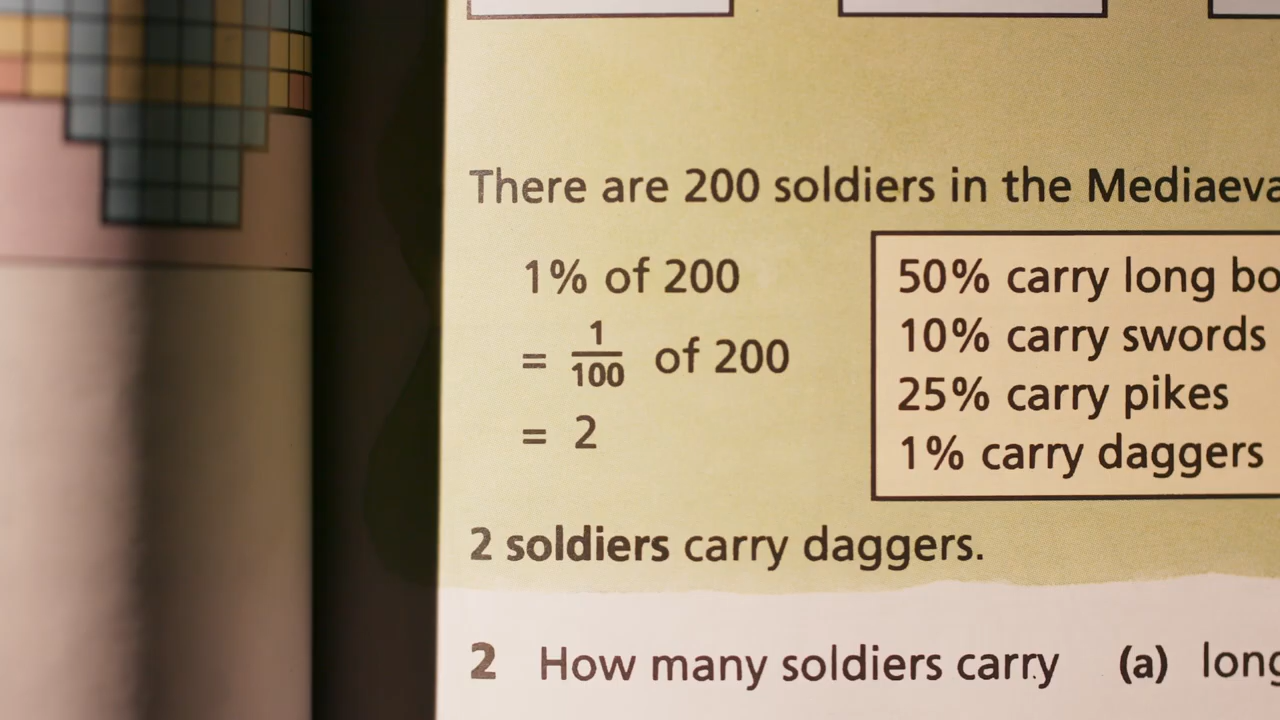 There are 200 soldiers in the Mediaeva
1% of 200
= 1/100 of 200
= 2
50% carry long bo
10% carry swords
25% carry pikes
1% carry daggers
2 soldiers carry daggers.
2 How many soldiers carry (a) long